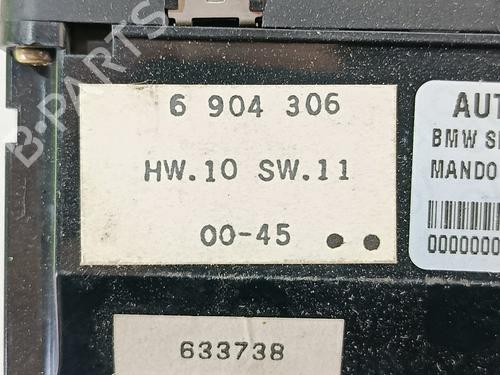 6 904 306
HW.10 SW.11
00-45
AUT
BMW
MANDO
633738
B-PARTS